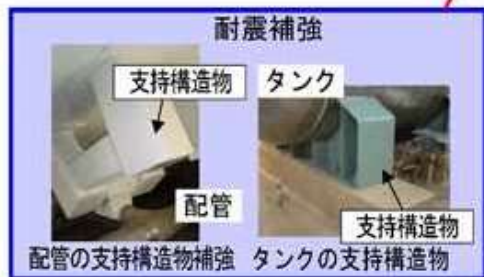 耐震補強
支持構造物
タンク
配管
支持構造物
配管の支持構造物補強
タンクの支持構造物